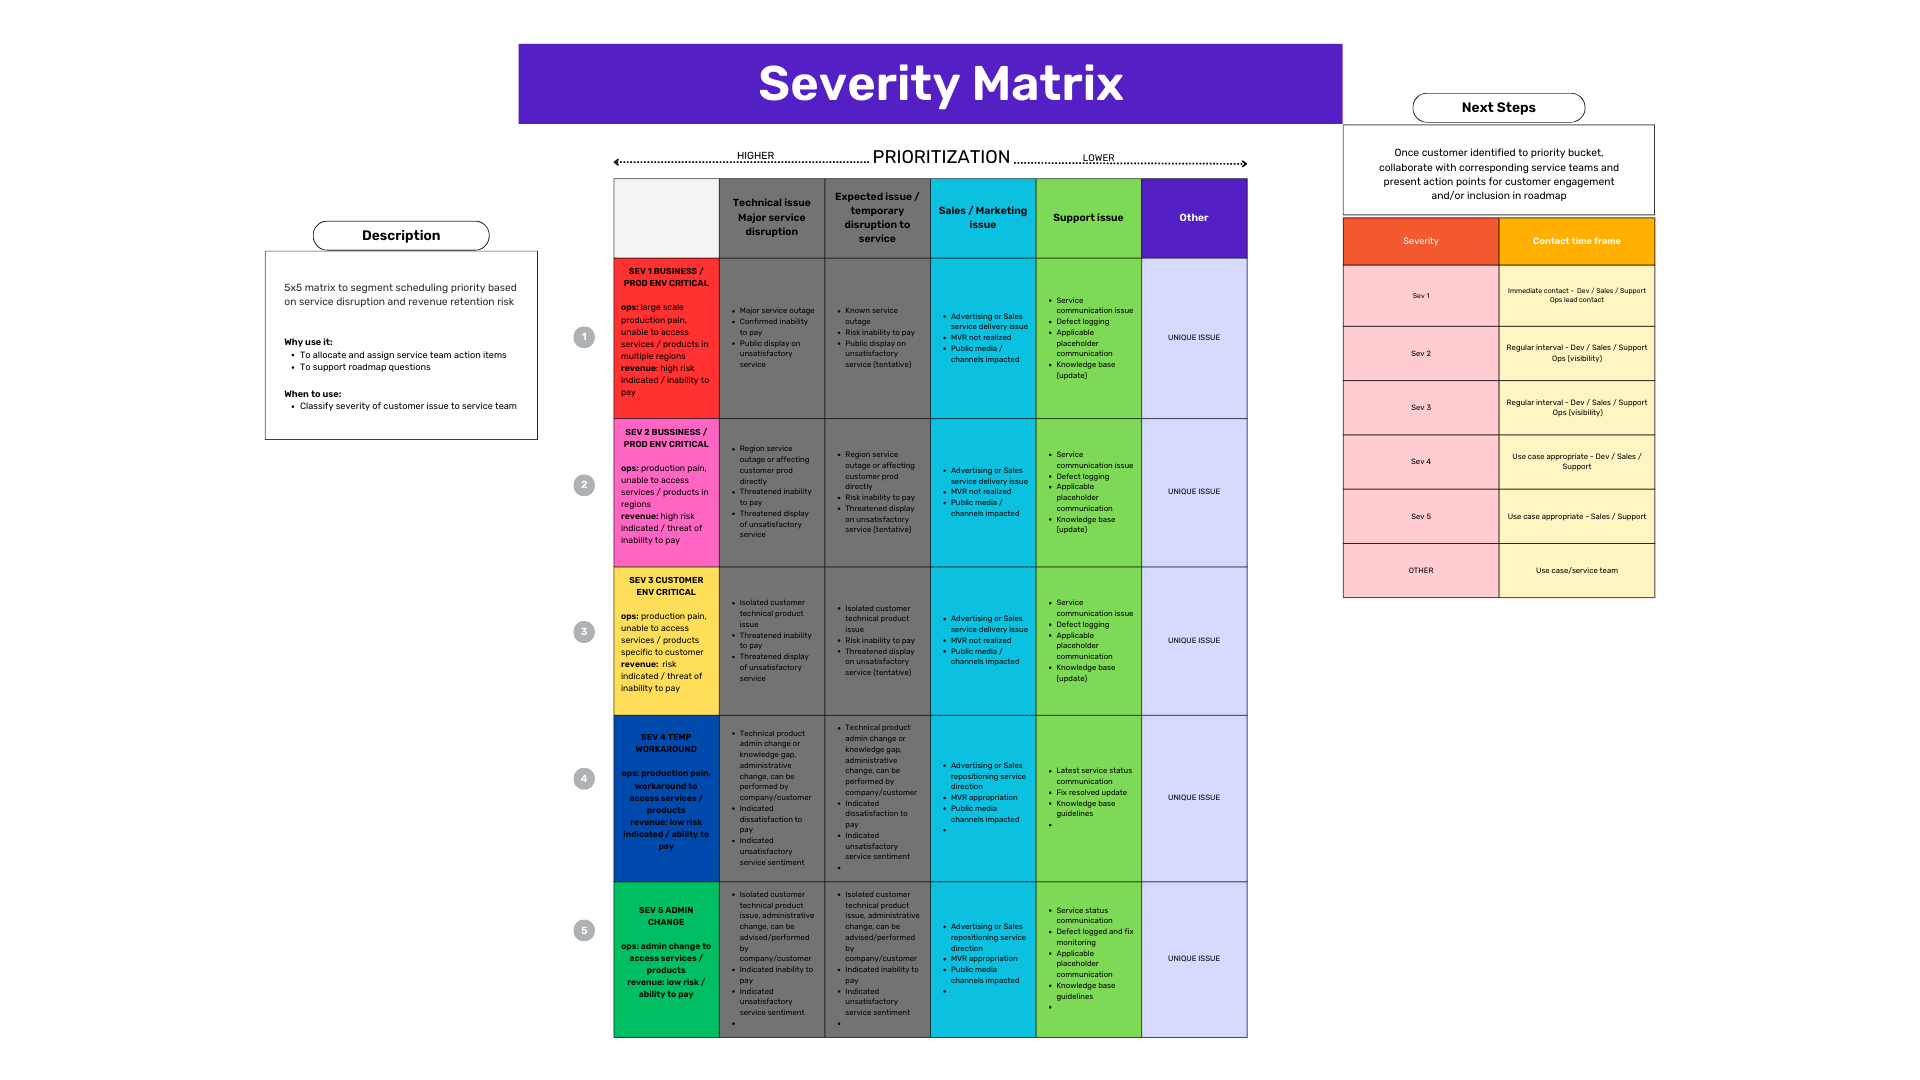 Severity Matrix
Next Steps
Once customer identified to priority bucket,
collaborate with corresponding service teams and
present action points for customer engagement
and/or inclusion in roadmap
HIGHER
PRIORITIZATION
LOWER
Description
5x5 matrix to segment scheduling priority based
on service disruption and revenue retention risk
Why use it:
• To allocate and assign service team action items
• To support roadmap questions
When to use:
• Classify severity of customer issue to service team
Technical issue
Major service
disruption
Expected issue /
temporary
disruption to
service
Sales / Marketing
issue
Support issue
Other
1
SEV 1 BUSINESS /
PROD ENV CRITICAL
ops: large scale
production pain,
unable to access
services / products in
multiple regions
revenue: high risk
indicated / inability to
pay
• Major service outage
• Confirmed inability
to pay
• Public display on
unsatisfactory
service
• Known service
outage
• Risk inability to pay
• Public display on
unsatisfactory
service (tentative)
• Advertising or Sales
service delivery issue
• MVR not realized
• Public media /
channels impacted
• Service
communication issue
• Defect logging
• Applicable
placeholder
communication
• Knowledge base
(update)
UNIQUE ISSUE
2
SEV 2 BUSSINESS /
PROD ENV CRITICAL
ops: production pain,
unable to access
services / products in
regions
revenue: high risk
indicated / threat of
inability to pay
• Region service
outage or affecting
customer prod
directly
• Threatened inability
to pay
• Threatened display
of unsatisfactory
service
• Region service
outage or affecting
customer prod
directly
• Risk inability to pay
• Threatened display
on unsatisfactory
service (tentative)
• Advertising or Sales
service delivery issue
• MVR not realized
• Public media /
channels impacted
• Service
communication issue
• Defect logging
• Applicable
placeholder
communication
• Knowledge base
(update)
UNIQUE ISSUE
3
SEV 3 CUSTOMER
ENV CRITICAL
ops: production pain,
unable to access
services / products
specific to customer
revenue: risk
indicated / threat of
inability to pay
• Isolated customer
technical product
issue
• Threatened inability
to pay
• Threatened display
of unsatisfactory
service
• Isolated customer
technical product
issue
• Risk inability to pay
• Threatened display
on unsatisfactory
service (tentative)
• Advertising or Sales
service delivery issue
• MVR not realized
• Public media /
channels impacted
• Service
communication issue
• Defect logging
• Applicable
placeholder
communication
• Knowledge base
(update)
UNIQUE ISSUE
4
SEV 4 TEMP
WORKAROUND
ops: production pain,
workaround to
access services /
products
revenue: low risk
indicated / ability to
pay
• Technical product
admin change or
knowledge gap,
administrative
change, can be
performed by
company/customer
• Indicated
dissatisfaction to
pay
• Indicated
unsatisfactory
service sentiment
• Technical product
admin change or
knowledge gap,
administrative
change, can be
performed by
company/customer
• Indicated
dissatisfaction to
pay
• Indicated
unsatisfactory
service sentiment
•
• Advertising or Sales
repositioning service
direction
• MVR appropriation
• Public media
channels impacted
•
• Latest service status
communication
• Fix resolved update
• Knowledge base
guidelines
•
UNIQUE ISSUE
5
SEV 5 ADMIN
CHANGE
ops: admin change to
access services /
products
revenue: low risk /
ability to pay
• Isolated customer
technical product
issue, administrative
change, can be
advised/performed
by
company/customer
• Indicated inability to
pay
• Indicated
unsatisfactory
service sentiment
•
• Isolated customer
technical product
issue, administrative
change, can be
advised/performed
by
company/customer
• Indicated inability to
pay
• Indicated
unsatisfactory
service sentiment
•
• Advertising or Sales
repositioning service
direction
• MVR appropriation
• Public media
channels impacted
•
• Service status
communication
• Defect logged and fix
monitoring
• Applicable
placeholder
communication
• Knowledge base
guidelines
•
UNIQUE ISSUE
Severity
Contact time frame
Sev 1
Immediate contact - Dev / Sales / Support
Ops lead contact
Sev 2
Regular interval - Dev / Sales / Support
Ops (visibility)
Sev 3
Regular interval - Dev / Sales / Support
Ops (visibility)
Sev 4
Use case appropriate - Dev / Sales /
Support
Sev 5
Use case appropriate - Sales / Support
OTHER
Use case/service team